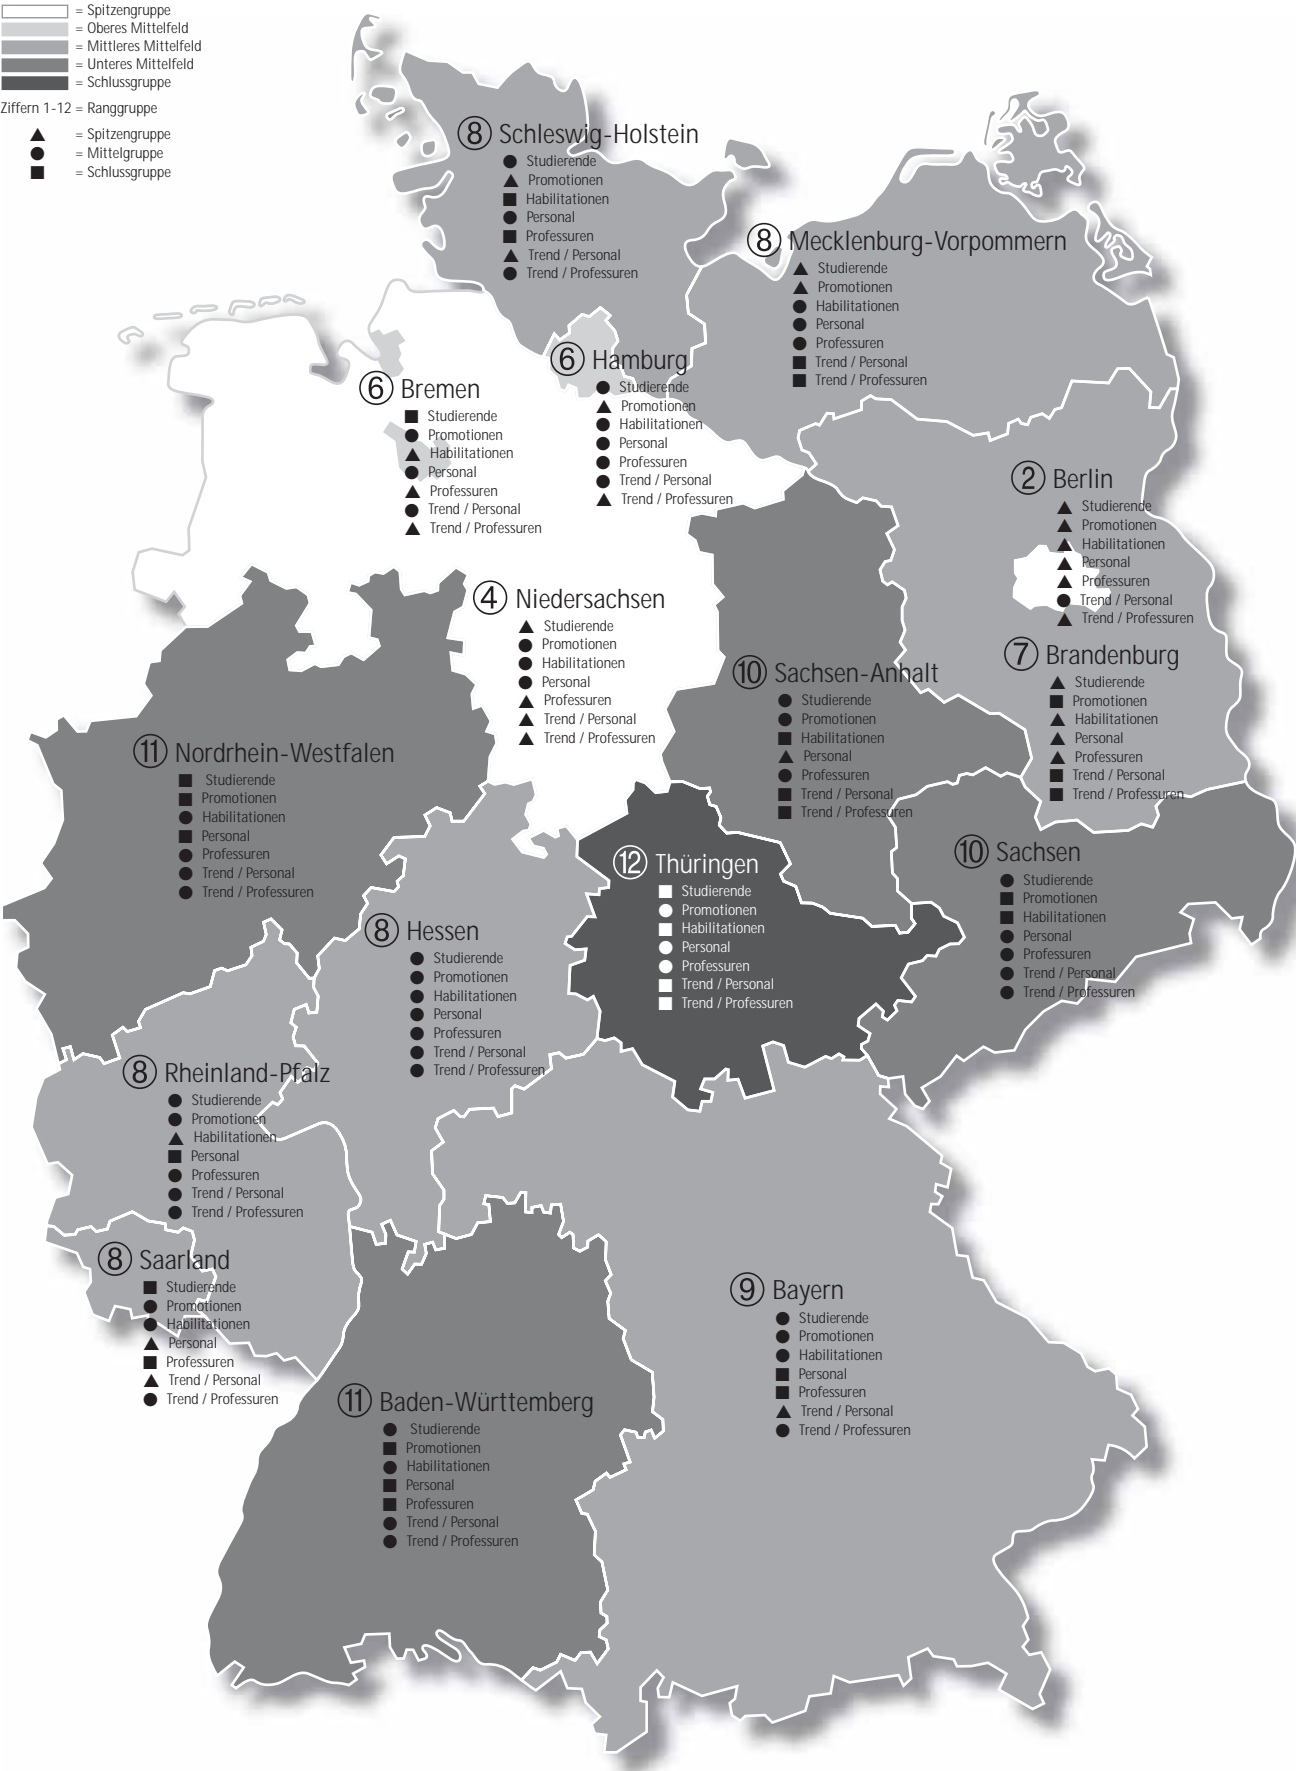 = Spitzengruppe
= Oberes Mittelfeld
= Mittleres Mittelfeld
= Unteres Mittelfeld
= Schlussgruppe
Ziffern 1-12 = Ranggruppe
▲ = Spitzengruppe
● = Mittelgruppe
■ = Schlussgruppe
⑧ Schleswig-Holstein
● Studierende
▲ Promotionen
■ Habilitationen
● Personal
■ Professuren
▲ Trend / Personal
● Trend / Professuren
⑧ Mecklenburg-Vorpommern
▲ Studierende
▲ Promotionen
● Habilitationen
● Personal
● Professuren
■ Trend / Personal
■ Trend / Professuren
⑥ Hamburg
● Studierende
▲ Promotionen
● Habilitationen
● Personal
● Professuren
● Trend / Personal
▲ Trend / Professuren
⑥ Bremen
■ Studierende
● Promotionen
▲ Habilitationen
● Personal
▲ Professuren
● Trend / Personal
▲ Trend / Professuren
② Berlin
▲ Studierende
▲ Promotionen
▲ Habilitationen
▲ Personal
▲ Professuren
● Trend / Personal
▲ Trend / Professuren
④ Niedersachsen
▲ Studierende
● Promotionen
● Habilitationen
● Personal
▲ Professuren
▲ Trend / Personal
▲ Trend / Professuren
⑦ Brandenburg
▲ Studierende
■ Promotionen
▲ Habilitationen
▲ Personal
▲ Professuren
■ Trend / Personal
■ Trend / Professuren
⑩ Sachsen-Anhalt
● Studierende
● Promotionen
■ Habilitationen
▲ Personal
● Professuren
■ Trend / Personal
■ Trend / Professuren
⑪ Nordrhein-Westfalen
■ Studierende
■ Promotionen
● Habilitationen
■ Personal
● Professuren
● Trend / Personal
● Trend / Professuren
⑩ Sachsen
● Studierende
■ Promotionen
■ Habilitationen
● Personal
● Professuren
● Trend / Personal
● Trend / Professuren
⑫ Thüringen
■ Studierende
● Promotionen
■ Habilitationen
● Personal
● Professuren
■ Trend / Personal
■ Trend / Professuren
⑧ Hessen
● Studierende
● Promotionen
● Habilitationen
● Personal
● Professuren
● Trend / Personal
● Trend / Professuren
⑧ Rheinland-Pfalz
● Studierende
● Promotionen
▲ Habilitationen
■ Personal
● Professuren
● Trend / Personal
● Trend / Professuren
⑧ Saarland
■ Studierende
● Promotionen
● Habilitationen
▲ Personal
■ Professuren
▲ Trend / Personal
● Trend / Professuren
⑨ Bayern
● Studierende
● Promotionen
● Habilitationen
■ Personal
■ Professuren
▲ Trend / Personal
● Trend / Professuren
⑪ Baden-Württemberg
● Studierende
■ Promotionen
● Habilitationen
■ Personal
■ Professuren
● Trend / Personal
● Trend / Professuren